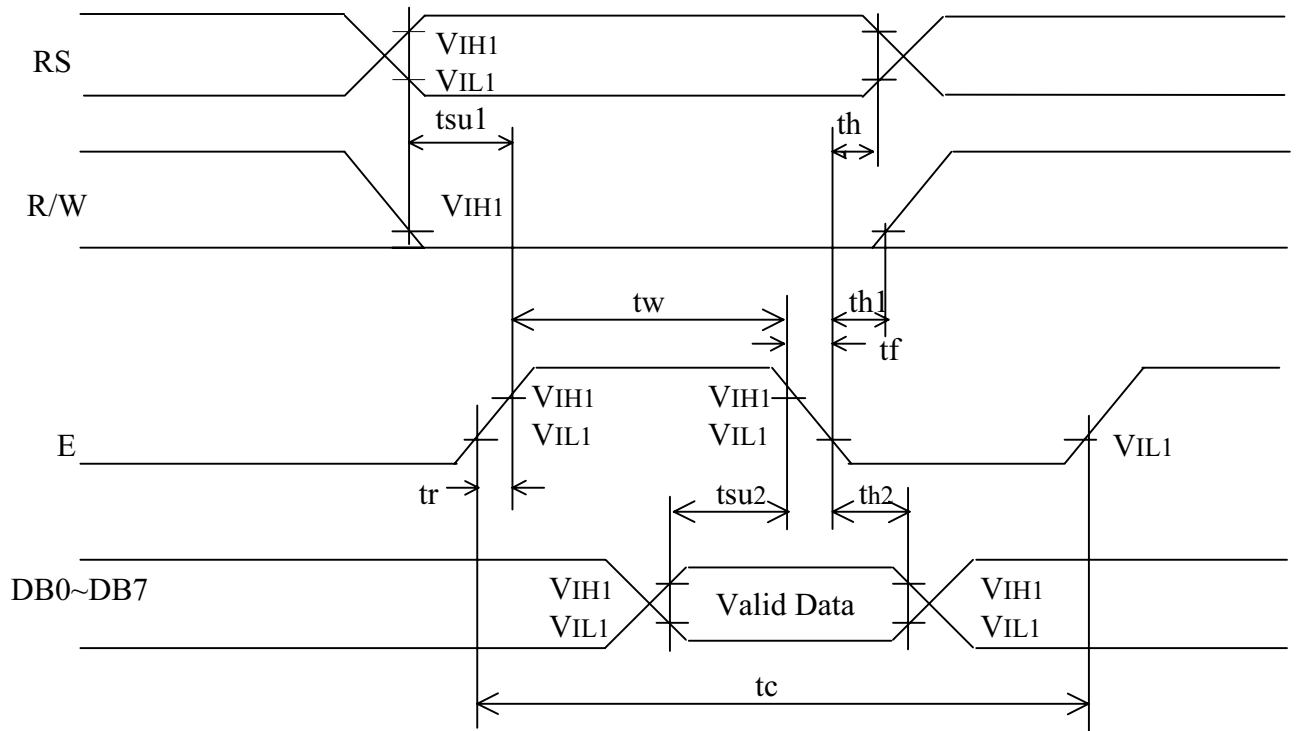 RS
VIH1
VIL1
tsu1
th
R/W
VIH1
tw
th1
tf
E
VIH1
VIL1
VIH1
VIL1
VIL1
tr
tsu2
th2
DB0~DB7
VIH1
VIL1
Valid Data
VIH1
VIL1
tc